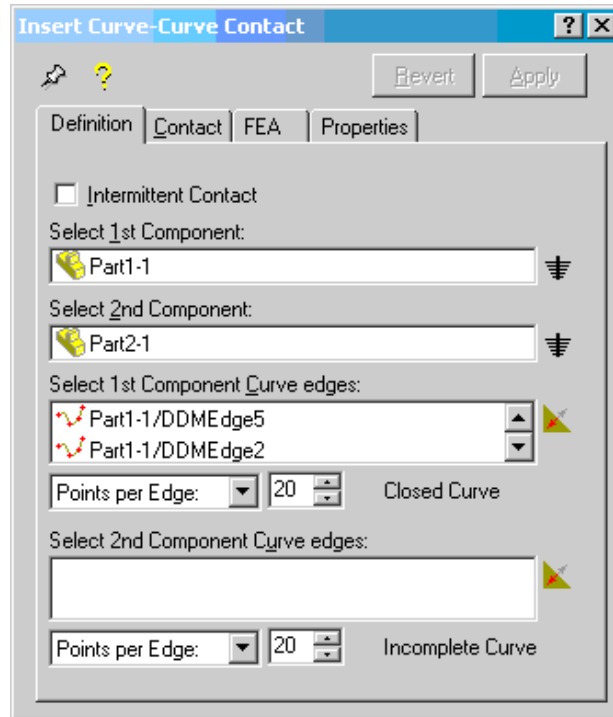 Insert Curve-Curve Contact
Revert Apply
Definition Contact FEA Properties
Intermittent Contact
Select 1st Component:
Part1-1
Select 2nd Component:
Part2-1
Select 1st Component Curve edges:
Part1-1/DDMEdge5
Part1-1/DDMEdge2
Points per Edge: 20 Closed Curve
Select 2nd Component Curve edges:
Points per Edge: 20 Incomplete Curve